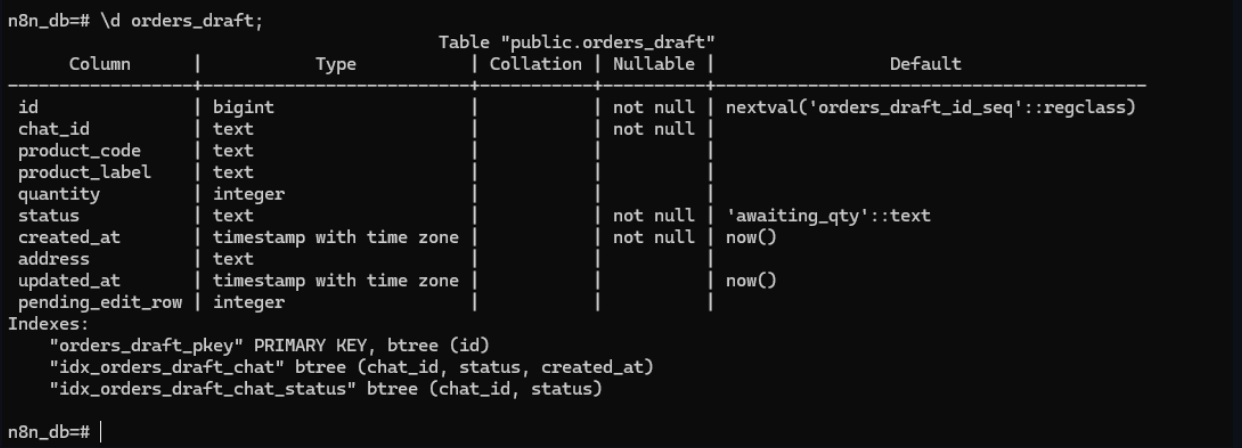 n8n_db=# \d orders_draft;
                                          Table "public.orders_draft"
      Column      |           Type           | Collation | Nullable |                 Default
------------------+--------------------------+-----------+----------+------------------------------------------
 id               | bigint                   |           | not null | nextval('orders_draft_id_seq'::regclass)
 chat_id          | text                     |           | not null |
 product_code     | text                     |           |          |
 product_label    | text                     |           |          |
 quantity         | integer                  |           |          |
 status           | text                     |           | not null | 'awaiting_qty'::text
 created_at       | timestamp with time zone |           | not null | now()
 address          | text                     |           |          |
 updated_at       | timestamp with time zone |           |          | now()
 pending_edit_row | integer                  |           |          |
Indexes:
    "orders_draft_pkey" PRIMARY KEY, btree (id)
    "idx_orders_draft_chat" btree (chat_id, status, created_at)
    "idx_orders_draft_chat_status" btree (chat_id, status)
n8n_db=#